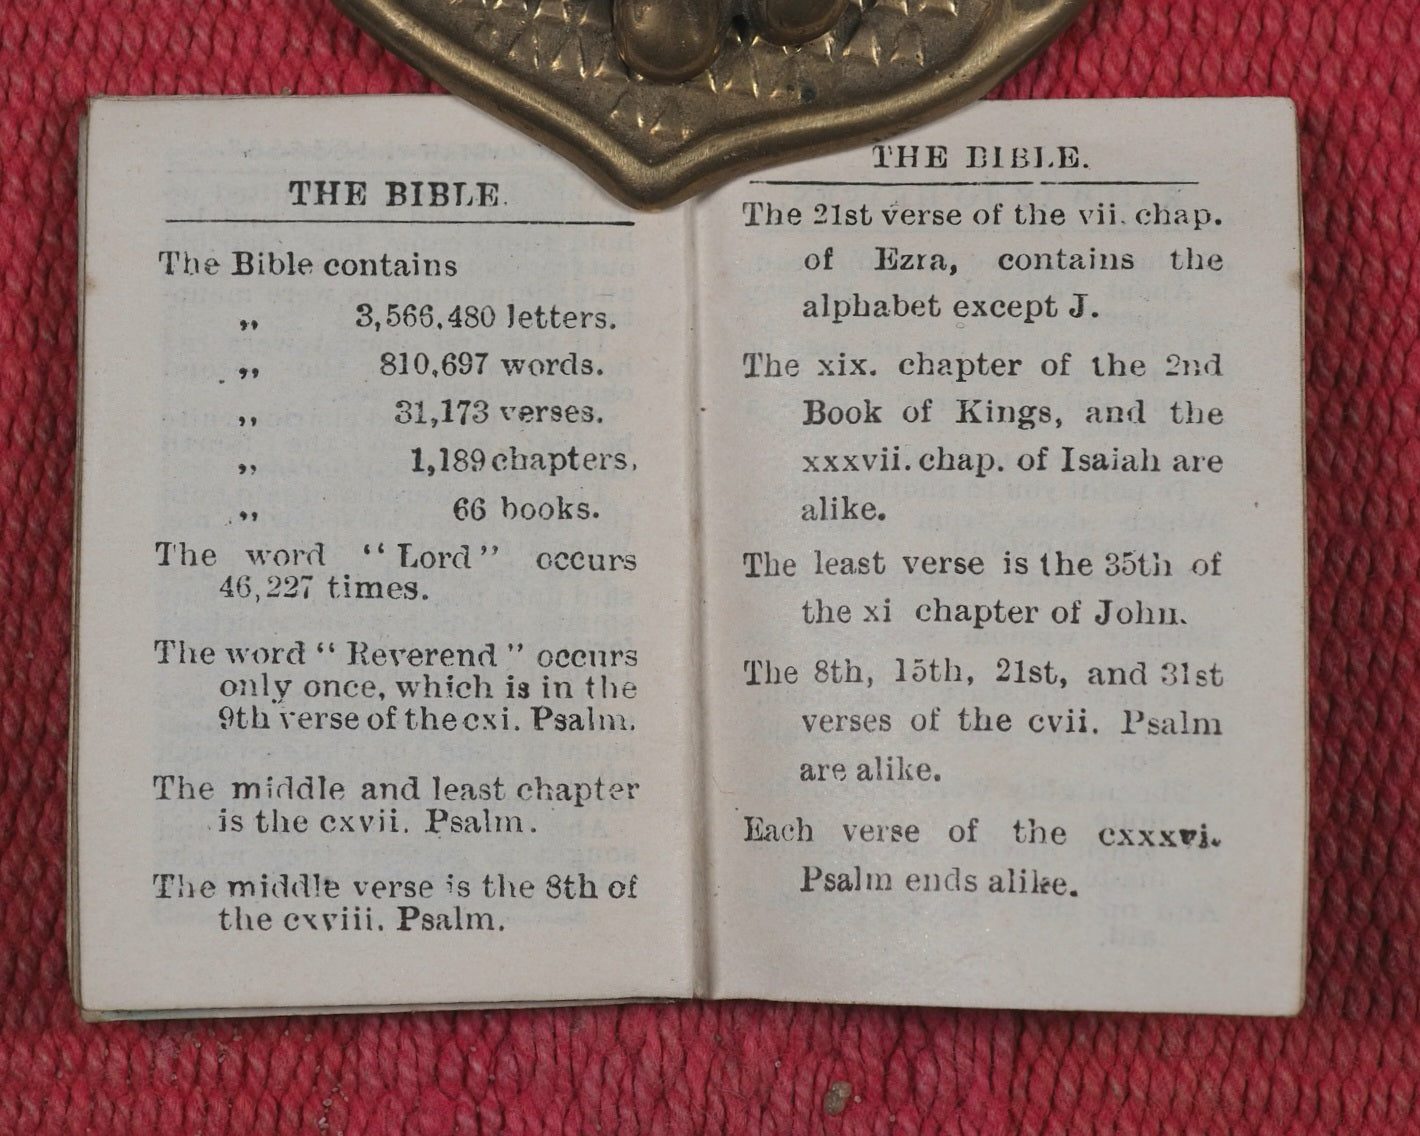 THE BIBLE.
The Bible contains
„ 3,566,480 letters.
„ 810,697 words.
„ 31,173 verses.
„ 1,189 chapters,
„ 66 books.
The word “Lord” occurs
46,227 times.
The word “Reverend” occurs
only once, which is in the
9th verse of the cxi. Psalm.
The middle and least chapter
is the cxvii. Psalm.
The middle verse is the 8th of
the cxviii. Psalm.
THE BIBLE.
The 21st verse of the vii. chap.
of Ezra, contains the
alphabet except J.
The xix. chapter of the 2nd
Book of Kings, and the
xxxvii. chap. of Isaiah are
alike.
The least verse is the 35th of
the xi chapter of John.
The 8th, 15th, 21st, and 31st
verses of the cvii. Psalm
are alike.
Each verse of the cxxxvi.
Psalm ends alike.